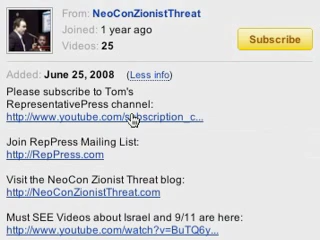 From: NeoConZionistThreat
Joined: 1 year ago
Videos: 25
Subscribe
Added: June 25, 2008 (Less info)
Please subscribe to Tom's
RepresentativePress channel:
http://www.youtube.com/subscription_c...
Join RepPress Mailing List:
http://RepPress.com
Visit the NeoCon Zionist Threat blog:
http://NeoConZionistThreat.com
Must SEE Videos about Israel and 9/11 are here:
http://www.youtube.com/watch?v=BuTQ6y...